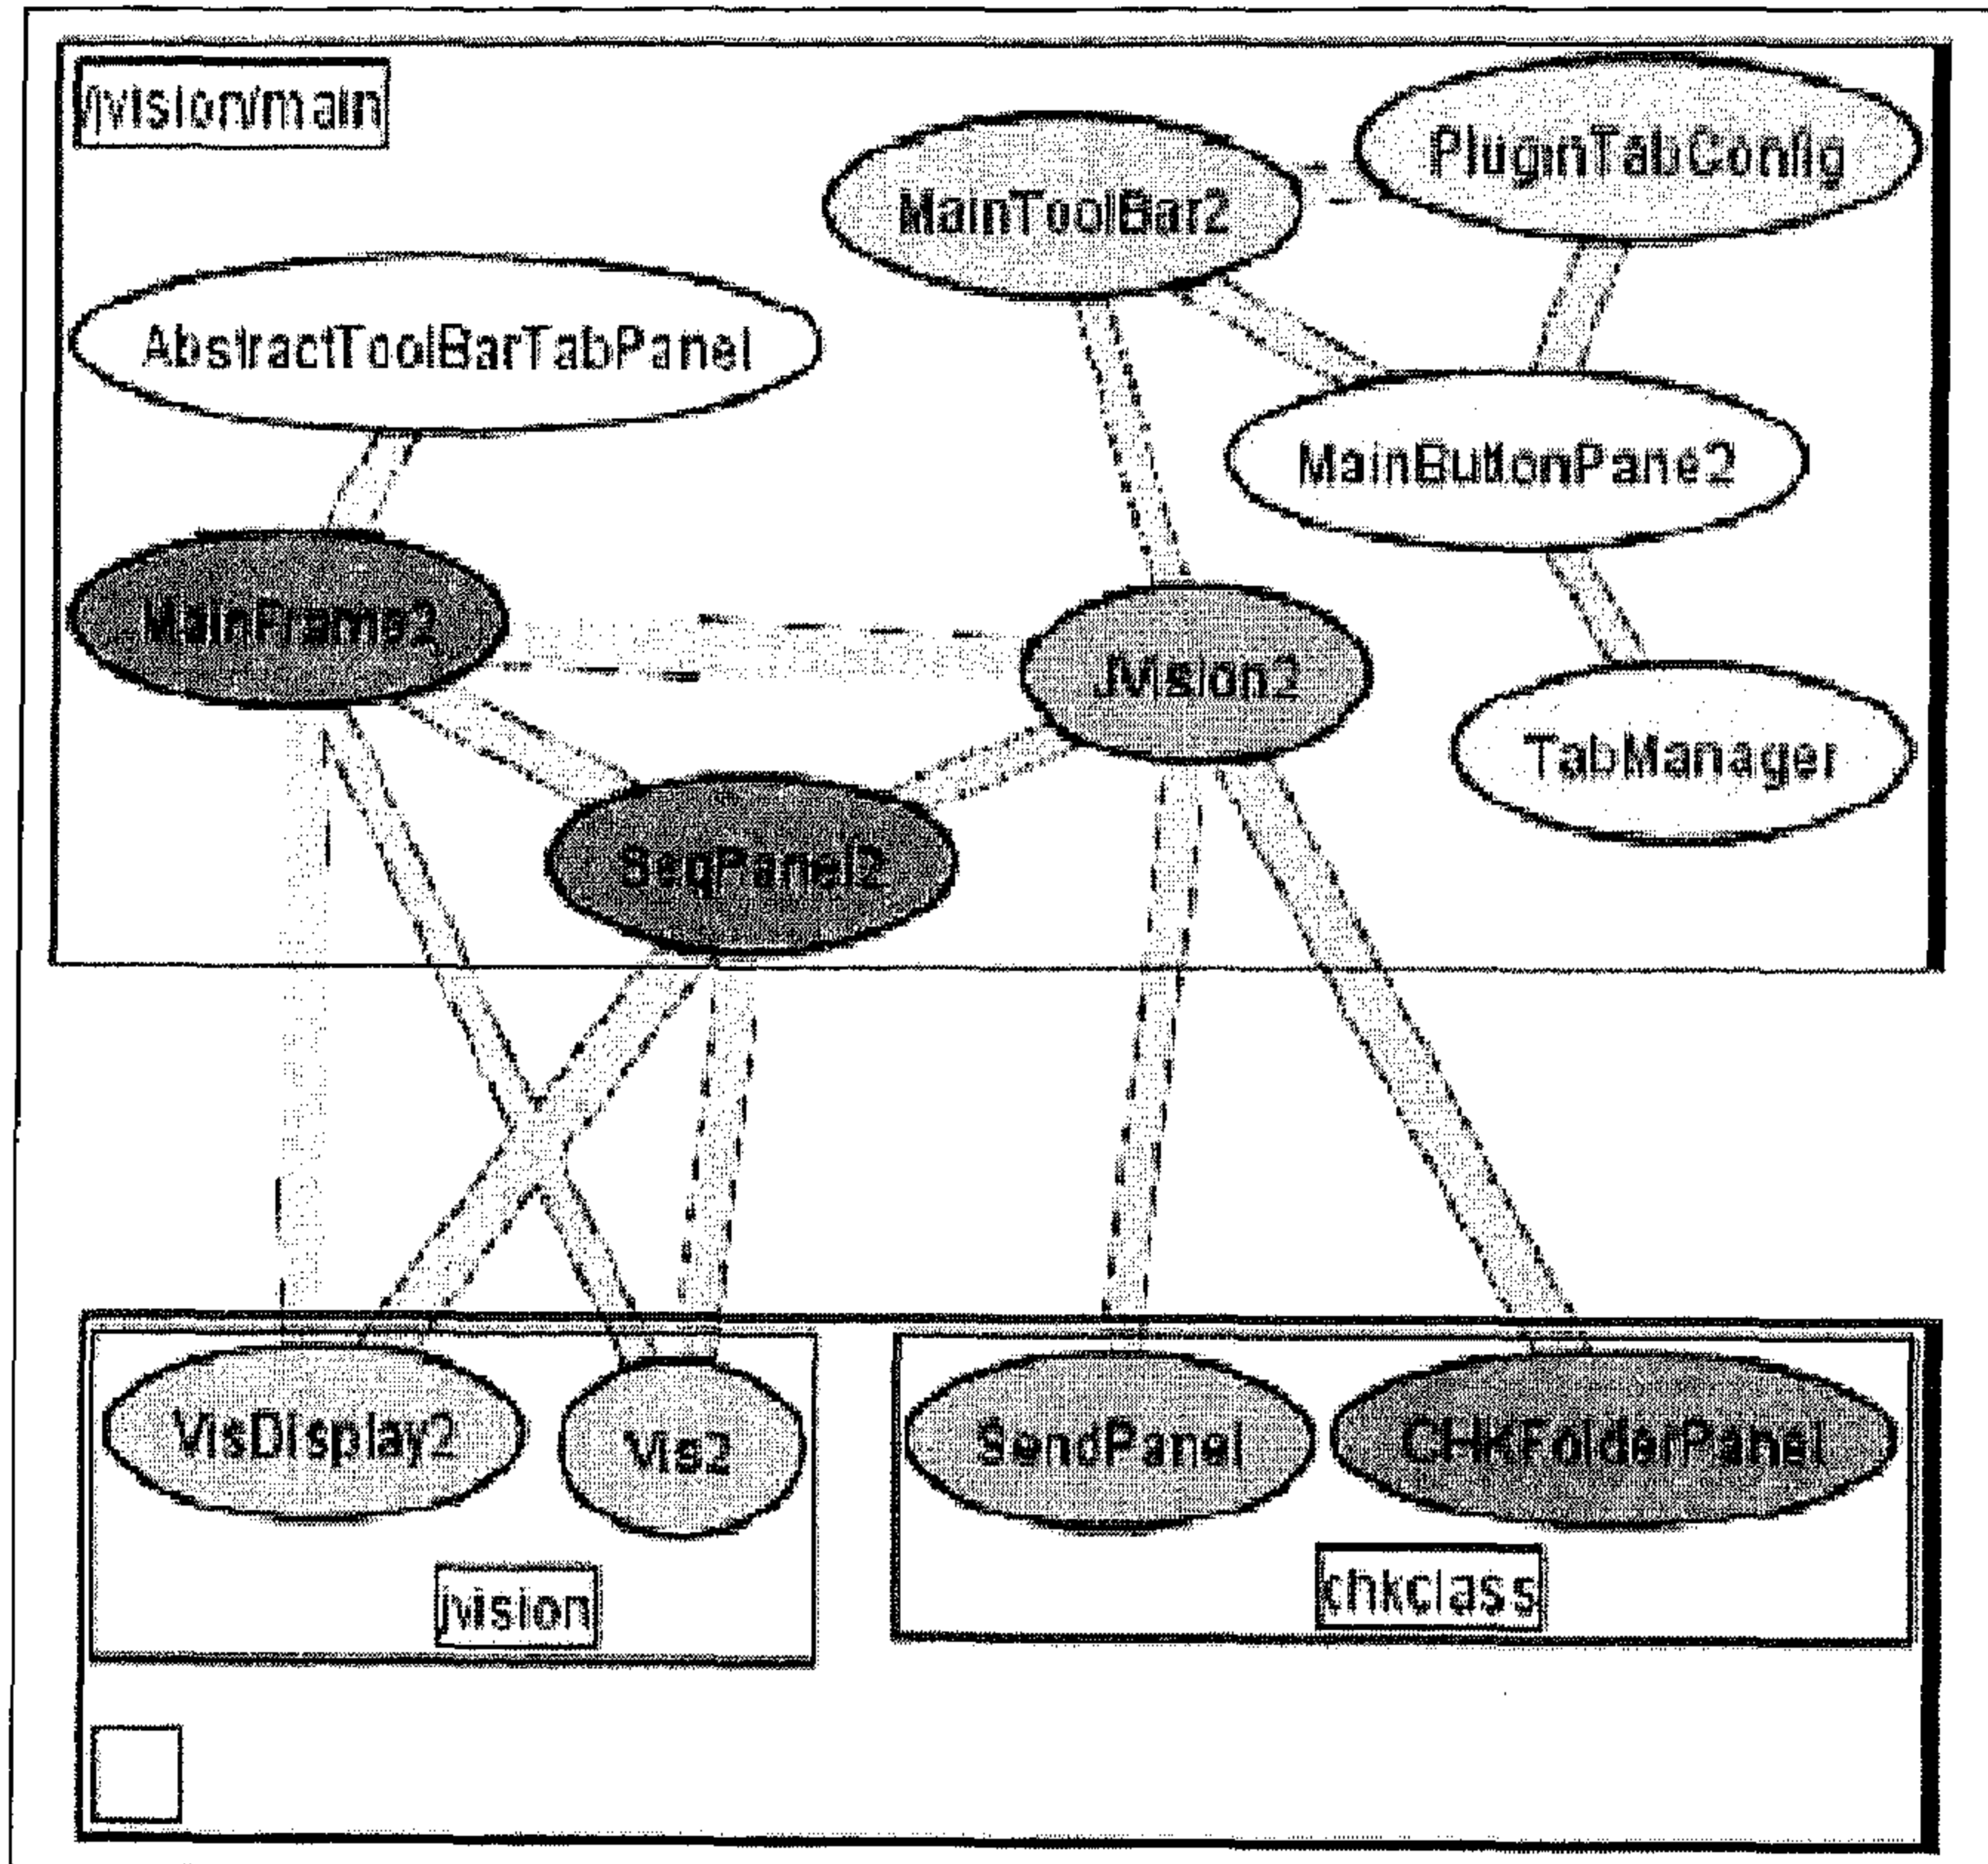 jvision/main
PluginTabConfig
MainToolBar2
AbstractToolBarTabPanel
MainButtonPane2
MainFrame2
JVision2
TabManager
SeqPanel2
VisDisplay2
Vis2
SendPanel
CHKFolderPanel
jvision
chkclass